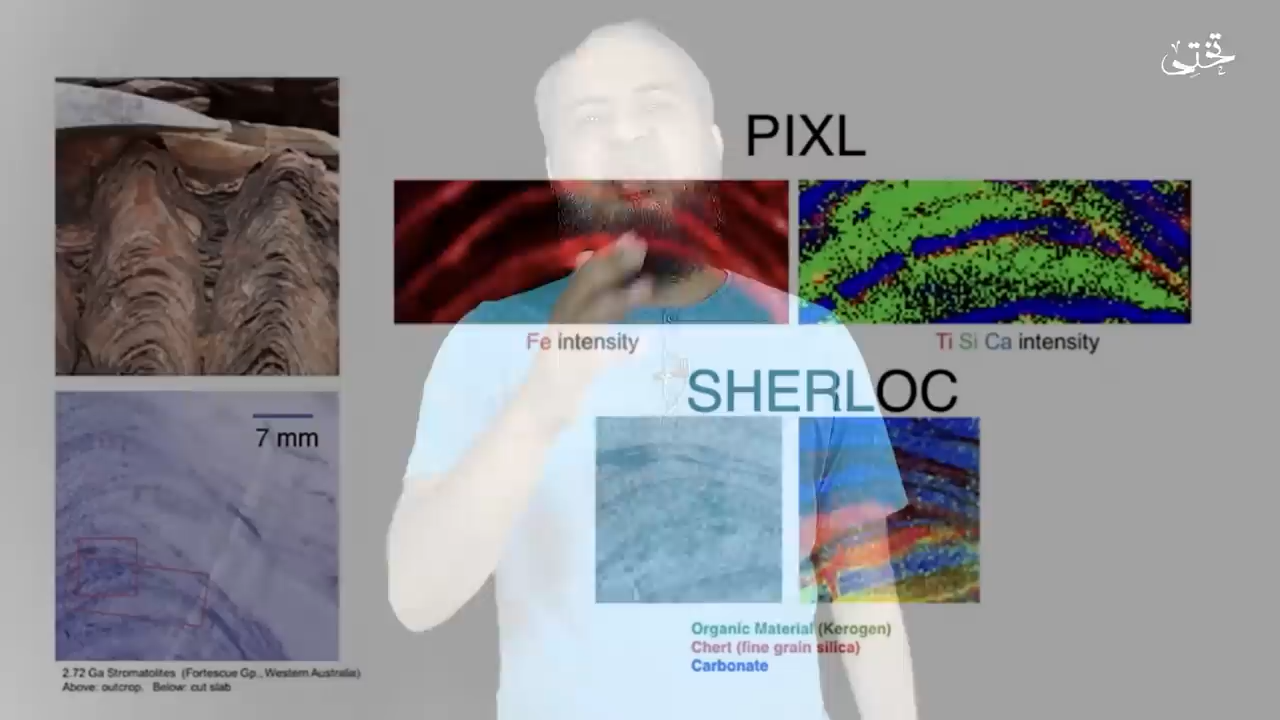 تختی
PIXL
Fe intensity
Ti Si Ca intensity
SHERLOC
7 mm
Organic Material (Kerogen)
Chert (fine grain silica)
Carbonate
2.72 Ga Stromatolites (Fortescue Gp., Western Australia)
Above: outcrop. Below: cut slab